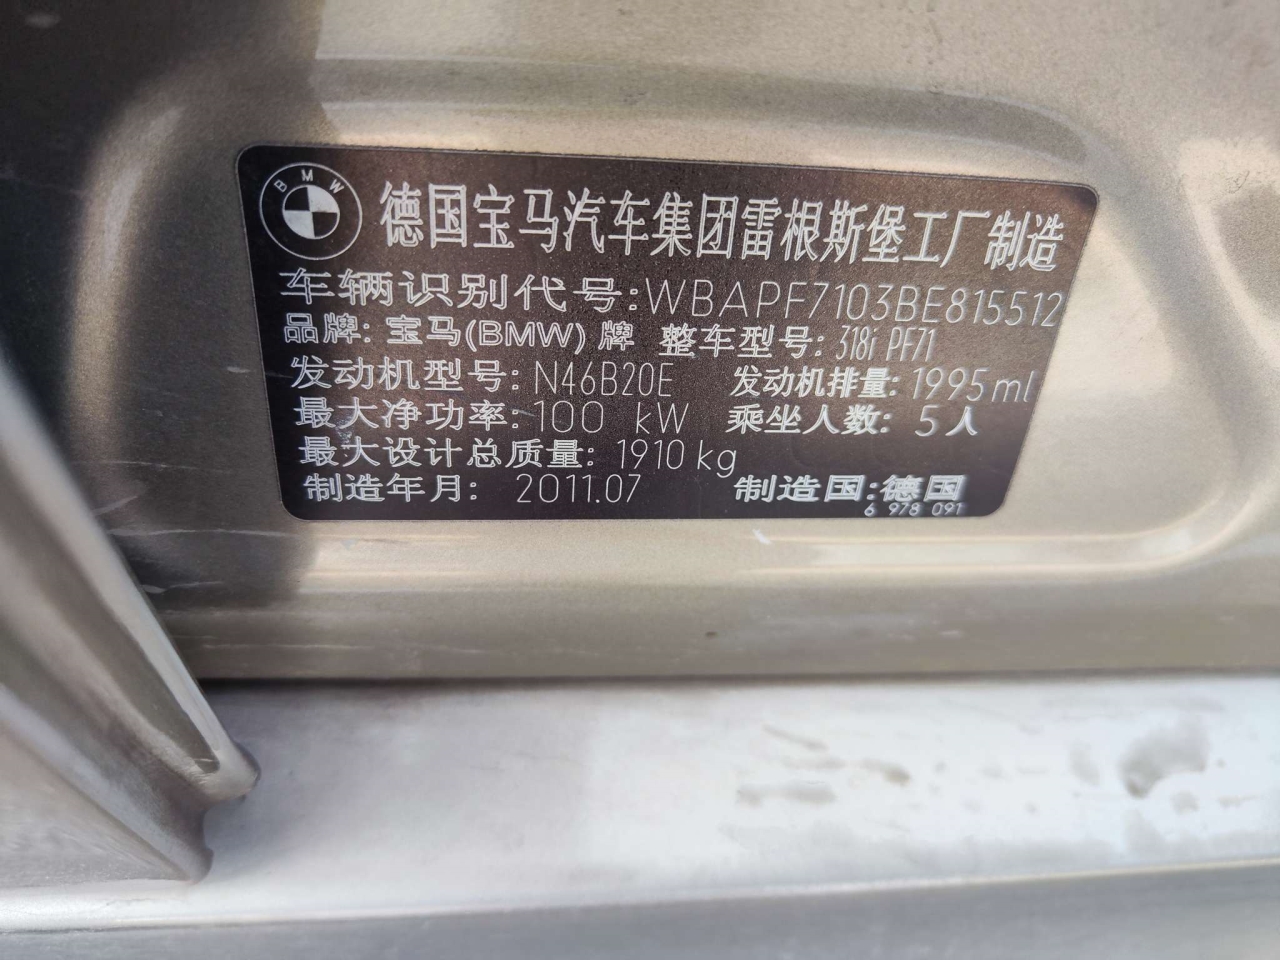 BMW
德国宝马汽车集团雷根斯堡工厂制造
车辆识别代号:WBAPF7103BE815512
品牌: 宝马(BMW)牌 整车型号: 318i PF71
发动机型号: N46B20E 发动机排量: 1995ml
最大净功率: 100 kW 乘坐人数: 5人
最大设计总质量: 1910kg
制造年月: 2011.07 制造国:德国
6 978 091